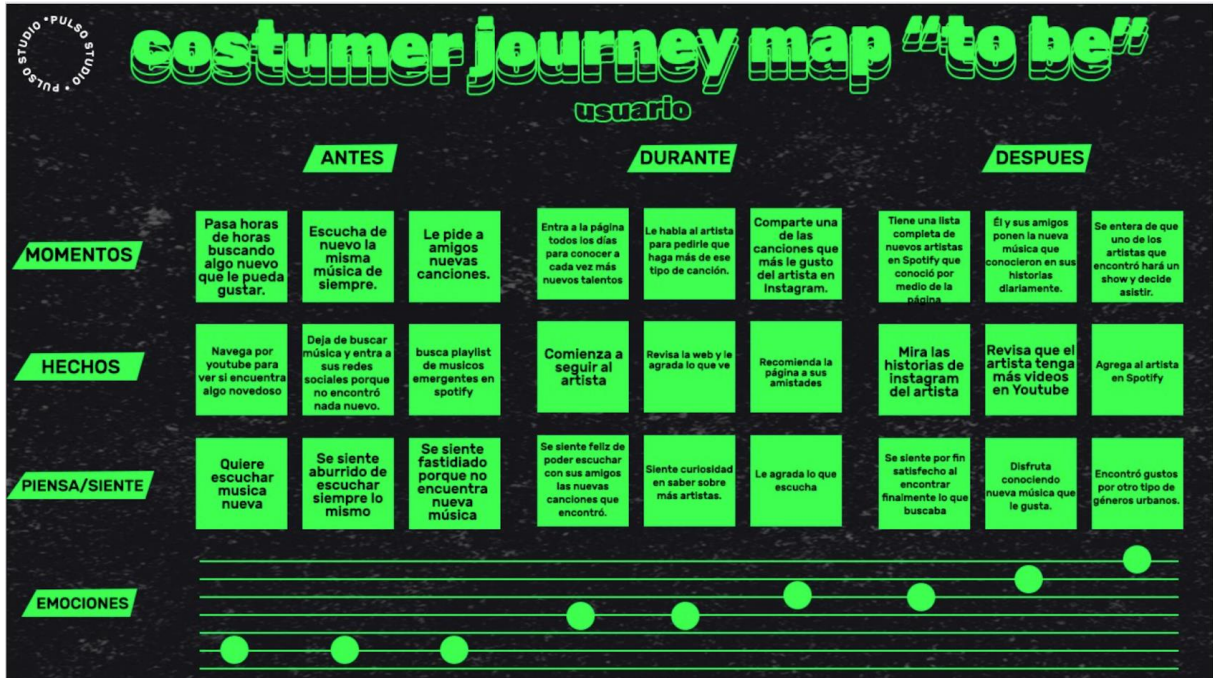 PULSO STUDIO • PULSO STUDIO •
costumer journey map "to be"
usuario
ANTES
DURANTE
DESPUES
MOMENTOS
Pasa horas
de horas
buscando
algo nuevo
que le pueda
gustar.
Escucha de
nuevo la
misma
música de
siempre.
Le pide a
amigos
nuevas
canciones.
Entra a la página
todos los días
para conocer a
cada vez más
nuevos talentos
Le habla al artista
para pedirle que
haga más de ese
tipo de canción.
Comparte una
de las
canciones que
más le gusto
del artista en
Instagram.
Tiene una lista
completa de
nuevos artistas
en Spotify que
conoció por
medio de la
página
Él y sus amigos
ponen la nueva
música que
conocieron en sus
historias
diariamente.
Se entera de que
uno de los
artistas que
encontró hará un
show y decide
asistir.
HECHOS
Navega por
youtube para
ver si encuentra
algo novedoso
Deja de buscar
música y entra a
sus redes
sociales porque
no encontró
nada nuevo.
busca playlist
de musicos
emergentes en
spotify
Comienza a
seguir al
artista
Revisa la web y le
agrada lo que ve
Recomienda la
página a sus
amistades
Mira las
historias de
instagram
del artista
Revisa que el
artista tenga
más videos
en Youtube
Agrega al artista
en Spotify
PIENSA/SIENTE
Quiere
escuchar
musica
nueva
Se siente
aburrido de
escuchar
siempre lo
mismo
Se siente
fastidiado
porque no
encuentra
nueva
música
Se siente feliz de
poder escuchar
con sus amigos
las nuevas
canciones que
encontró.
Siente curiosidad
en saber sobre
más artistas.
Le agrada lo que
escucha
Se siente por fin
satisfecho al
encontrar
finalmente lo que
buscaba
Disfruta
conociendo
nueva música que
le gusta.
Encontró gustos
por otro tipo de
géneros urbanos.
EMOCIONES